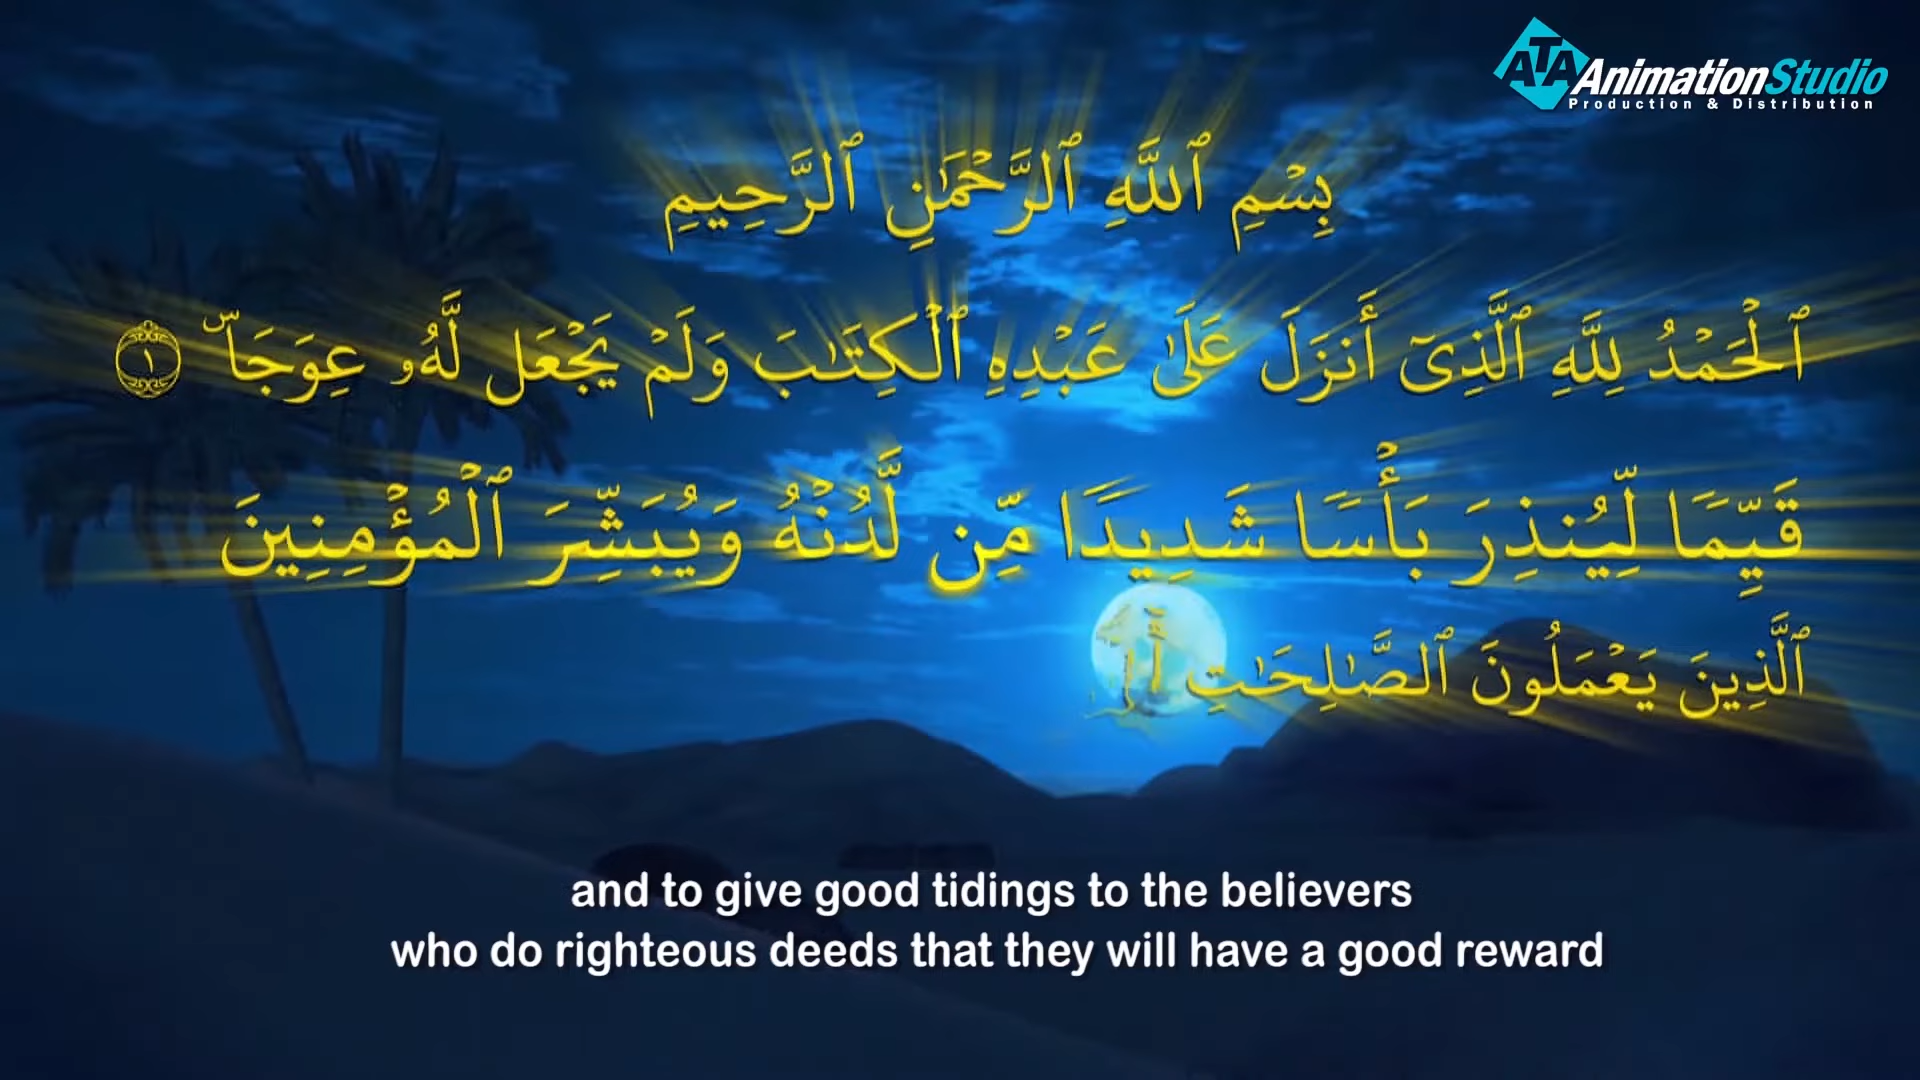 ATA AnimationStudio
Production & Distribution
بِسْمِ ٱللَّهِ ٱلرَّحْمَٰنِ ٱلرَّحِيمِ
ٱلْحَمْدُ لِلَّهِ ٱلَّذِىٓ أَنزَلَ عَلَىٰ عَبْدِهِ ٱلْكِتَٰبَ وَلَمْ يَجْعَل لَّهُۥ عِوَجَاۜ ١
قَيِّمًا لِّيُنذِرَ بَأْسًا شَدِيدًا مِّن لَّدُنْهُ وَيُبَشِّرَ ٱلْمُؤْمِنِينَ
ٱلَّذِينَ يَعْمَلُونَ ٱلصَّٰلِحَٰتِ
and to give good tidings to the believers
who do righteous deeds that they will have a good reward